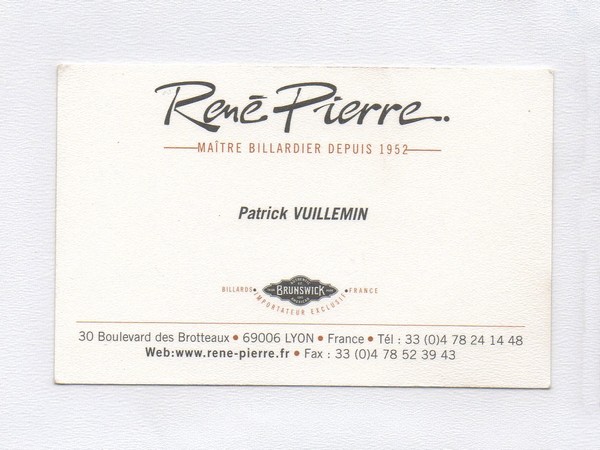 René Pierre.
MAÎTRE BILLARDIER DEPUIS 1952
Patrick VUILLEMIN
BILLARDS • BRUNSWICK • FRANCE
IMPORTATEUR EXCLUSIF
30 Boulevard des Brotteaux • 69006 LYON • France • Tél : 33 (0)4 78 24 14 48
Web:www.rene-pierre.fr • Fax : 33 (0)4 78 52 39 43